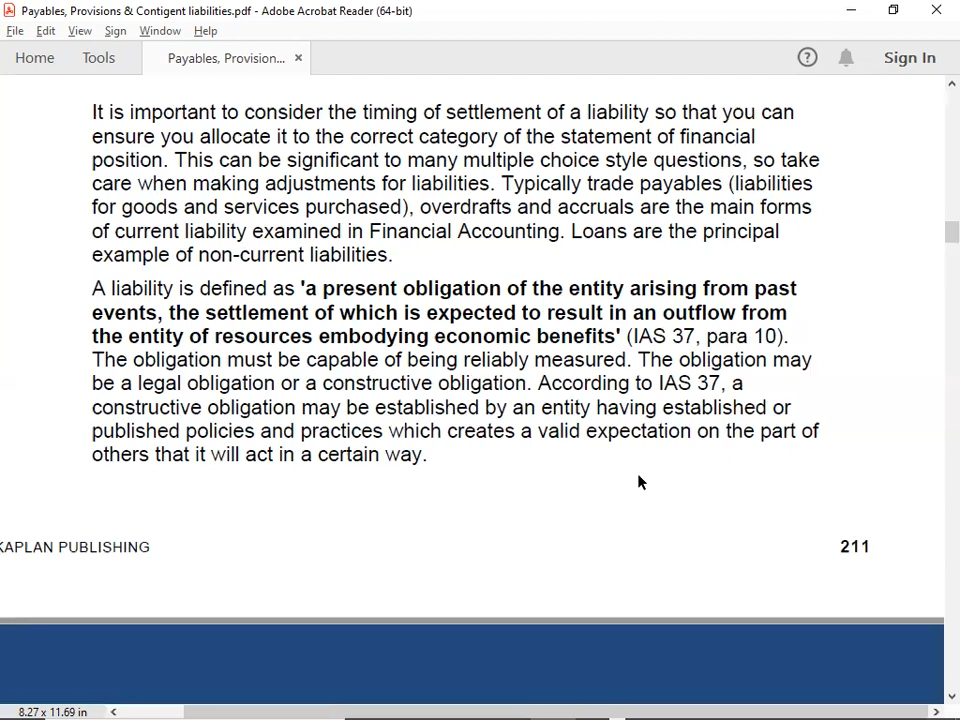 Payables, Provisions & Contigent liabilities.pdf - Adobe Acrobat Reader (64-bit)
File Edit View Sign Window Help
Home Tools Payables, Provision... × Sign In
It is important to consider the timing of settlement of a liability so that you can
ensure you allocate it to the correct category of the statement of financial
position. This can be significant to many multiple choice style questions, so take
care when making adjustments for liabilities. Typically trade payables (liabilities
for goods and services purchased), overdrafts and accruals are the main forms
of current liability examined in Financial Accounting. Loans are the principal
example of non-current liabilities.
A liability is defined as 'a present obligation of the entity arising from past
events, the settlement of which is expected to result in an outflow from
the entity of resources embodying economic benefits' (IAS 37, para 10).
The obligation must be capable of being reliably measured. The obligation may
be a legal obligation or a constructive obligation. According to IAS 37, a
constructive obligation may be established by an entity having established or
published policies and practices which creates a valid expectation on the part of
others that it will act in a certain way.
KAPLAN PUBLISHING 211
8.27 x 11.69 in